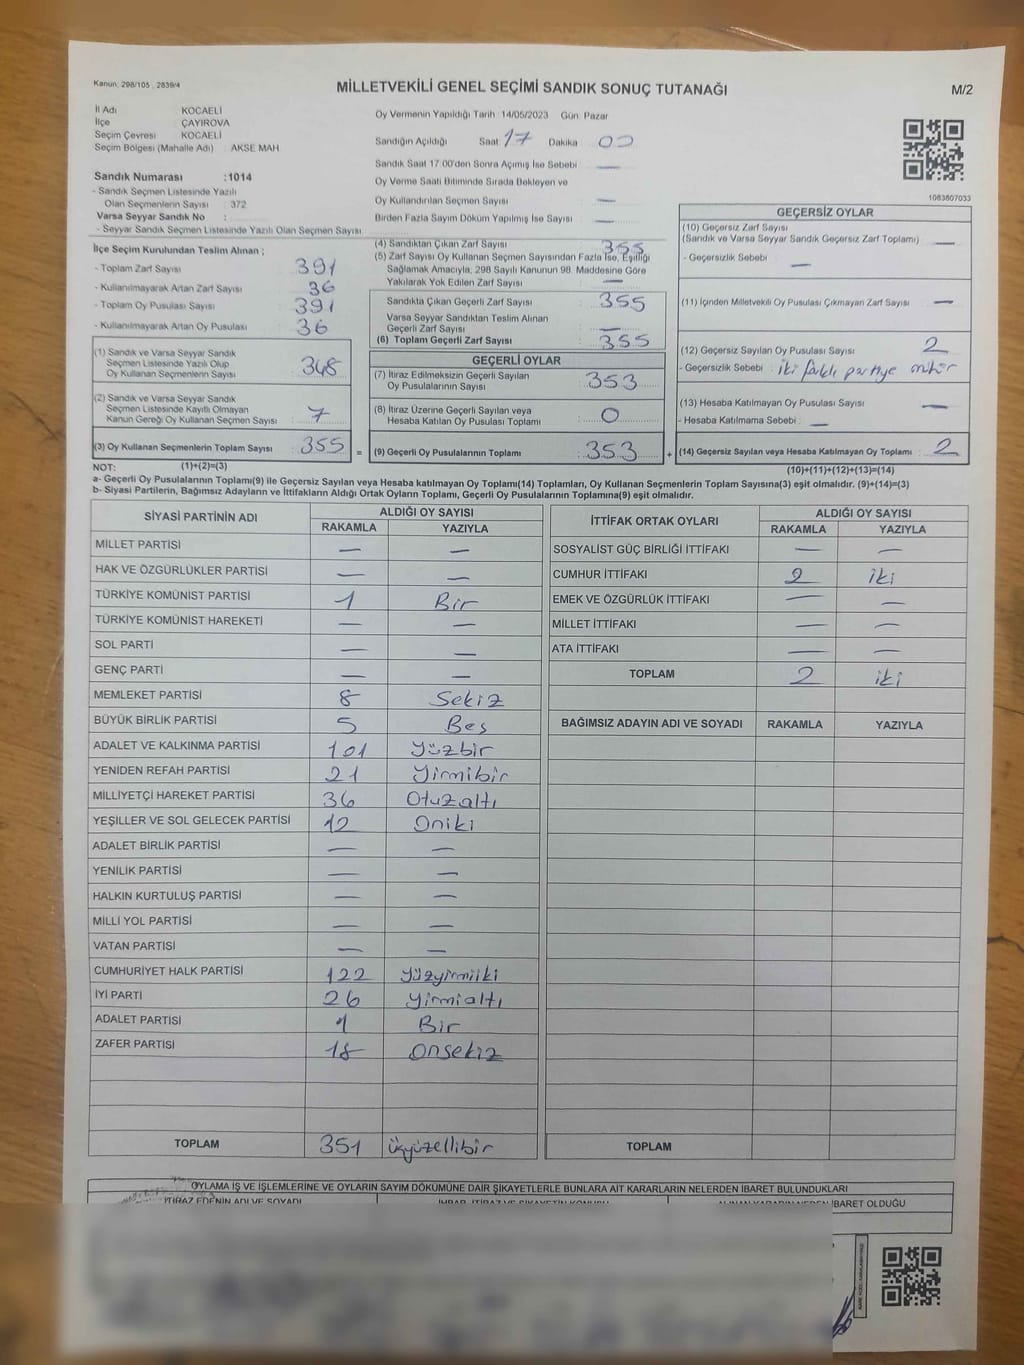 Kanun: 298/105 , 2839/4
MİLLETVEKİLİ GENEL SEÇİMİ SANDIK SONUÇ TUTANAĞI
M/2
İl Adı KOCAELİ
İlçe ÇAYIROVA
Seçim Çevresi KOCAELİ
Seçim Bölgesi (Mahalle Adı) : AKSE MAH
Sandık Numarası :1014
- Sandık Seçmen Listesinde Yazılı
Olan Seçmenlerin Sayısı : 372
Varsa Seyyar Sandık No :
- Seyyar Sandık Seçmen Listesinde Yazılı Olan Seçmen Sayısı
Oy Vermenin Yapıldığı Tarih :14/05/2023 Gün: Pazar
Sandığın Açıldığı Saat 17 Dakika 00
Sandık Saat 17.00'den Sonra Açılmış İse Sebebi —
Oy Verme Saati Bitiminde Sırada Bekleyen ve
Oy Kullandırılan Seçmen Sayısı —
Birden Fazla Sayım Döküm Yapılmış İse Sayısı —
1083607033
İlçe Seçim Kurulundan Teslim Alınan ;
- Toplam Zarf Sayısı 391
- Kullanılmayarak Artan Zarf Sayısı 36
- Toplam Oy Pusulası Sayısı 391
- Kullanılmayarak Artan Oy Pusulası 36
(1) Sandık ve Varsa Seyyar Sandık
Seçmen Listesinde Yazılı Olup
Oy Kullanan Seçmenlerin Sayısı 348
(2) Sandık ve Varsa Seyyar Sandık
Seçmen Listesinde Kayıtlı Olmayan
Kanun Gereği Oy Kullanan Seçmen Sayısı : 7
(3) Oy Kullanan Seçmenlerin Toplam Sayısı : 355 =
(4) Sandıktan Çıkan Zarf Sayısı 355
(5) Zarf Sayısı Oy Kullanan Seçmen Sayısından Fazla İse, Eşitliği
Sağlamak Amacıyla, 298 Sayılı Kanunun 98. Maddesine Göre
Yakılarak Yok Edilen Zarf Sayısı —
Sandıkta Çıkan Geçerli Zarf Sayısı : 355
Varsa Seyyar Sandıktan Teslim Alınan
Geçerli Zarf Sayısı —
(6) Toplam Geçerli Zarf Sayısı : 355
GEÇERLİ OYLAR
(7) İtiraz Edilmeksizin Geçerli Sayılan
Oy Pusulalarının Sayısı : 353
(8) İtiraz Üzerine Geçerli Sayılan veya
Hesaba Katılan Oy Pusulası Toplamı : 0
(9) Geçerli Oy Pusulalarının Toplamı : 353 +
GEÇERSİZ OYLAR
(10) Geçersiz Zarf Sayısı
(Sandık ve Varsa Seyyar Sandık Geçersiz Zarf Toplamı) : —
- Geçersizlik Sebebi : —
(11) İçinden Milletvekili Oy Pusulası Çıkmayan Zarf Sayısı : —
(12) Geçersiz Sayılan Oy Pusulası Sayısı : 2
- Geçersizlik Sebebi : iki farklı partiye mühür
(13) Hesaba Katılmayan Oy Pusulası Sayısı : —
- Hesaba Katılmama Sebebi : —
(14) Geçersiz Sayılan veya Hesaba Katılmayan Oy Toplamı : 2
NOT: (1)+(2)=(3)
(10)+(11)+(12)+(13)=(14)
a- Geçerli Oy Pusulalarının Toplamı(9) ile Geçersiz Sayılan veya Hesaba katılmayan Oy Toplamı(14) Toplamları, Oy Kullanan Seçmenlerin Toplam Sayısına(3) eşit olmalıdır. (9)+(14)=(3)
b- Siyasi Partilerin, Bağımsız Adayların ve İttifakların Aldığı Ortak Oyların Toplamı, Geçerli Oy Pusulalarının Toplamına(9) eşit olmalıdır.
SİYASİ PARTİNİN ADI ALDIĞI OY SAYISI
RAKAMLA YAZIYLA
MİLLET PARTİSİ — —
HAK VE ÖZGÜRLÜKLER PARTİSİ — —
TÜRKİYE KOMÜNİST PARTİSİ 1 Bir
TÜRKİYE KOMÜNİST HAREKETİ — —
SOL PARTİ — —
GENÇ PARTİ — —
MEMLEKET PARTİSİ 8 Sekiz
BÜYÜK BİRLİK PARTİSİ 5 Beş
ADALET VE KALKINMA PARTİSİ 101 yüzbir
YENİDEN REFAH PARTİSİ 21 yirmibir
MİLLİYETÇİ HAREKET PARTİSİ 36 Otuzaltı
YEŞİLLER VE SOL GELECEK PARTİSİ 12 Oniki
ADALET BİRLİK PARTİSİ — —
YENİLİK PARTİSİ — —
HALKIN KURTULUŞ PARTİSİ — —
MİLLİ YOL PARTİSİ — —
VATAN PARTİSİ — —
CUMHURİYET HALK PARTİSİ 122 yüzyirmiiki
İYİ PARTİ 26 yirmialtı
ADALET PARTİSİ 1 Bir
ZAFER PARTİSİ 18 Onsekiz
TOPLAM 351 üçyüzellibir
İTTİFAK ORTAK OYLARI ALDIĞI OY SAYISI
RAKAMLA YAZIYLA
SOSYALİST GÜÇ BİRLİĞİ İTTİFAKI — —
CUMHUR İTTİFAKI 2 iki
EMEK VE ÖZGÜRLÜK İTTİFAKI — —
MİLLET İTTİFAKI — —
ATA İTTİFAKI — —
TOPLAM 2 iki
BAĞIMSIZ ADAYIN ADI VE SOYADI RAKAMLA YAZIYLA
TOPLAM
OYLAMA İŞ VE İŞLEMLERİNE VE OYLARIN SAYIM DÖKÜMÜNE DAİR ŞİKAYETLERLE BUNLARA AİT KARARLARIN NELERDEN İBARET BULUNDUKLARI
İTİRAZ EDENİN ADI VE SOYADI
İBARET OLDUĞU